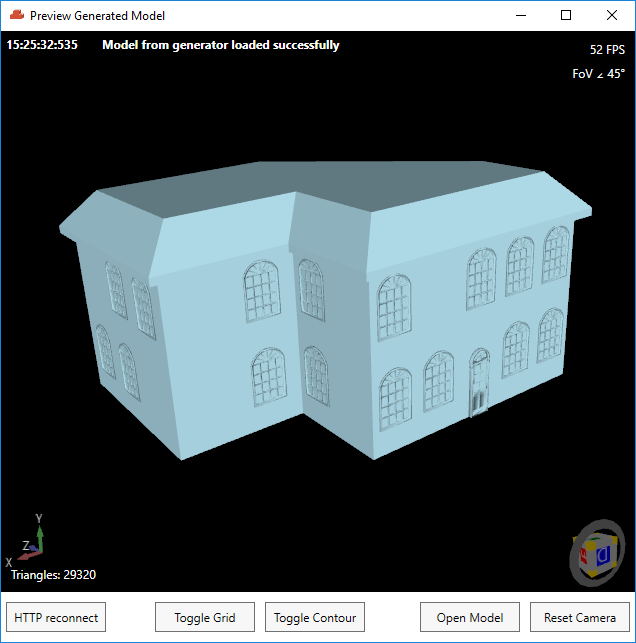 Preview Generated Model
15:25:32:535 Model from generator loaded successfully
52 FPS
FoV ∠ 45°
Y
Z
X
Triangles: 29320
HTTP reconnect
Toggle Grid
Toggle Contour
Open Model
Reset Camera